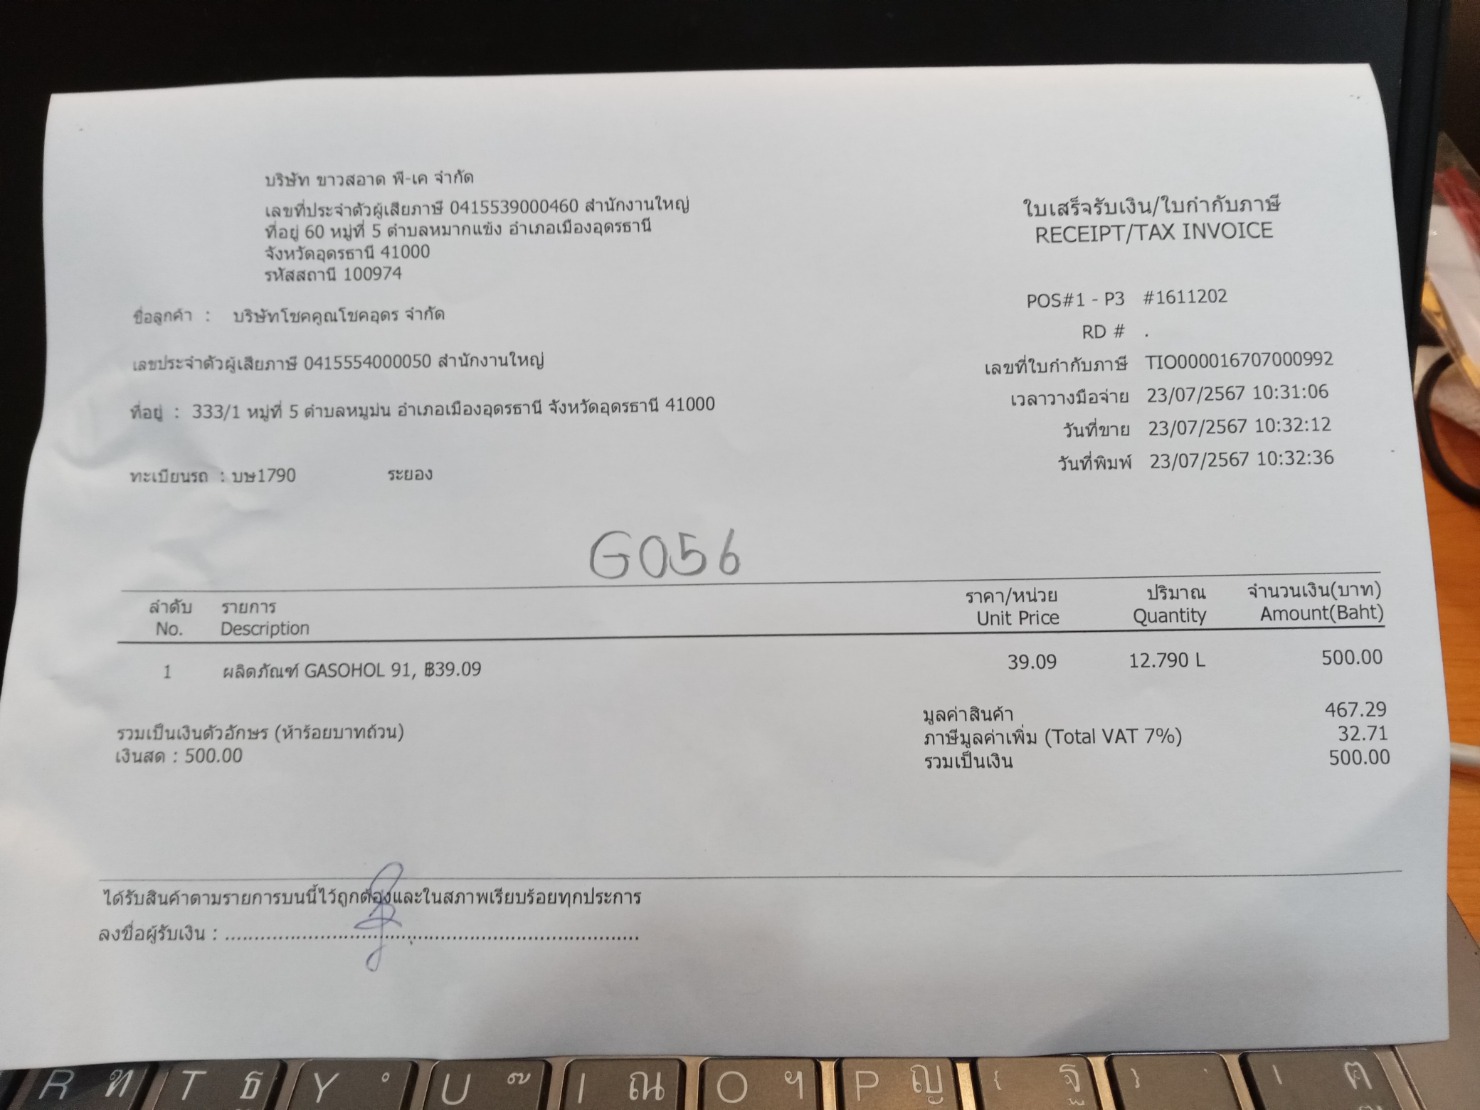 บริษัท ขาวสอาด พี-เค จำกัด
เลขที่ประจำตัวผู้เสียภาษี 0415539000460 สำนักงานใหญ่
ที่อยู่ 60 หมู่ที่ 5 ตำบลหมากแข้ง อำเภอเมืองอุดรธานี
จังหวัดอุดรธานี 41000
รหัสสถานี 100974
ใบเสร็จรับเงิน/ใบกำกับภาษี
RECEIPT/TAX INVOICE
POS#1 - P3 #1611202
RD # .
เลขที่ใบกำกับภาษี TIO000016707000992
เวลาวางมือจ่าย 23/07/2567 10:31:06
วันที่ขาย 23/07/2567 10:32:12
วันที่พิมพ์ 23/07/2567 10:32:36
ชื่อลูกค้า : บริษัทโชคคูณโชคอุดร จำกัด
เลขประจำตัวผู้เสียภาษี 0415554000050 สำนักงานใหญ่
ที่อยู่ : 333/1 หมู่ที่ 5 ตำบลหมูม่น อำเภอเมืองอุดรธานี จังหวัดอุดรธานี 41000
ทะเบียนรถ : บษ1790 ระยอง
G056
ลำดับ รายการ ราคา/หน่วย ปริมาณ จำนวนเงิน(บาท)
No. Description Unit Price Quantity Amount(Baht)
1 ผลิตภัณฑ์ GASOHOL 91, ฿39.09 39.09 12.790 L 500.00
มูลค่าสินค้า 467.29
รวมเป็นเงินตัวอักษร (ห้าร้อยบาทถ้วน) ภาษีมูลค่าเพิ่ม (Total VAT 7%) 32.71
เงินสด : 500.00 รวมเป็นเงิน 500.00
ได้รับสินค้าตามรายการบนนี้ไว้ถูกต้องและในสภาพเรียบร้อยทุกประการ
ลงชื่อผู้รับเงิน : ........................................................................
R ฑ T ธ Y ํ U ๊ I ณ O ฯ P ญ { ฐ } ฅ